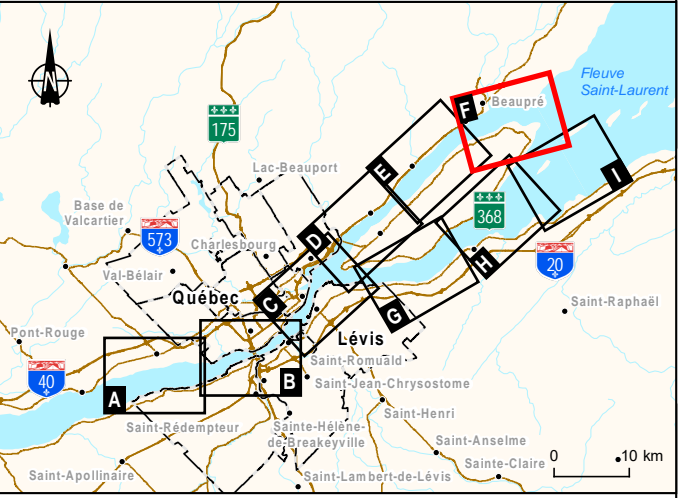 N
Fleuve
Saint-Laurent
F
Beaupré
175
E
Lac-Beauport
I
Base de
Valcartier
368
573
D
Charlesbourg
H
20
Val-Bélair
Québec
C
G
Saint-Raphaël
Pont-Rouge
Lévis
Saint-Romuald
40
A
B
Saint-Jean-Chrysostome
Saint-Henri
Saint-Rédempteur
Sainte-Hélène-
de-Breakeyville
Saint-Anselme
0 10 km
Sainte-Claire
Saint-Apollinaire
Saint-Lambert-de-Lévis